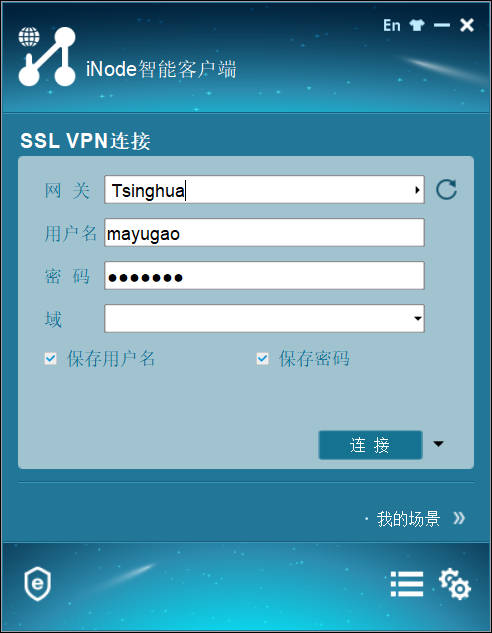 En
iNode智能客户端
SSL VPN连接
网 关 Tsinghua
用户名 mayugao
密 码 ●●●●●●●
域
保存用户名 保存密码
连 接
· 我的场景 »